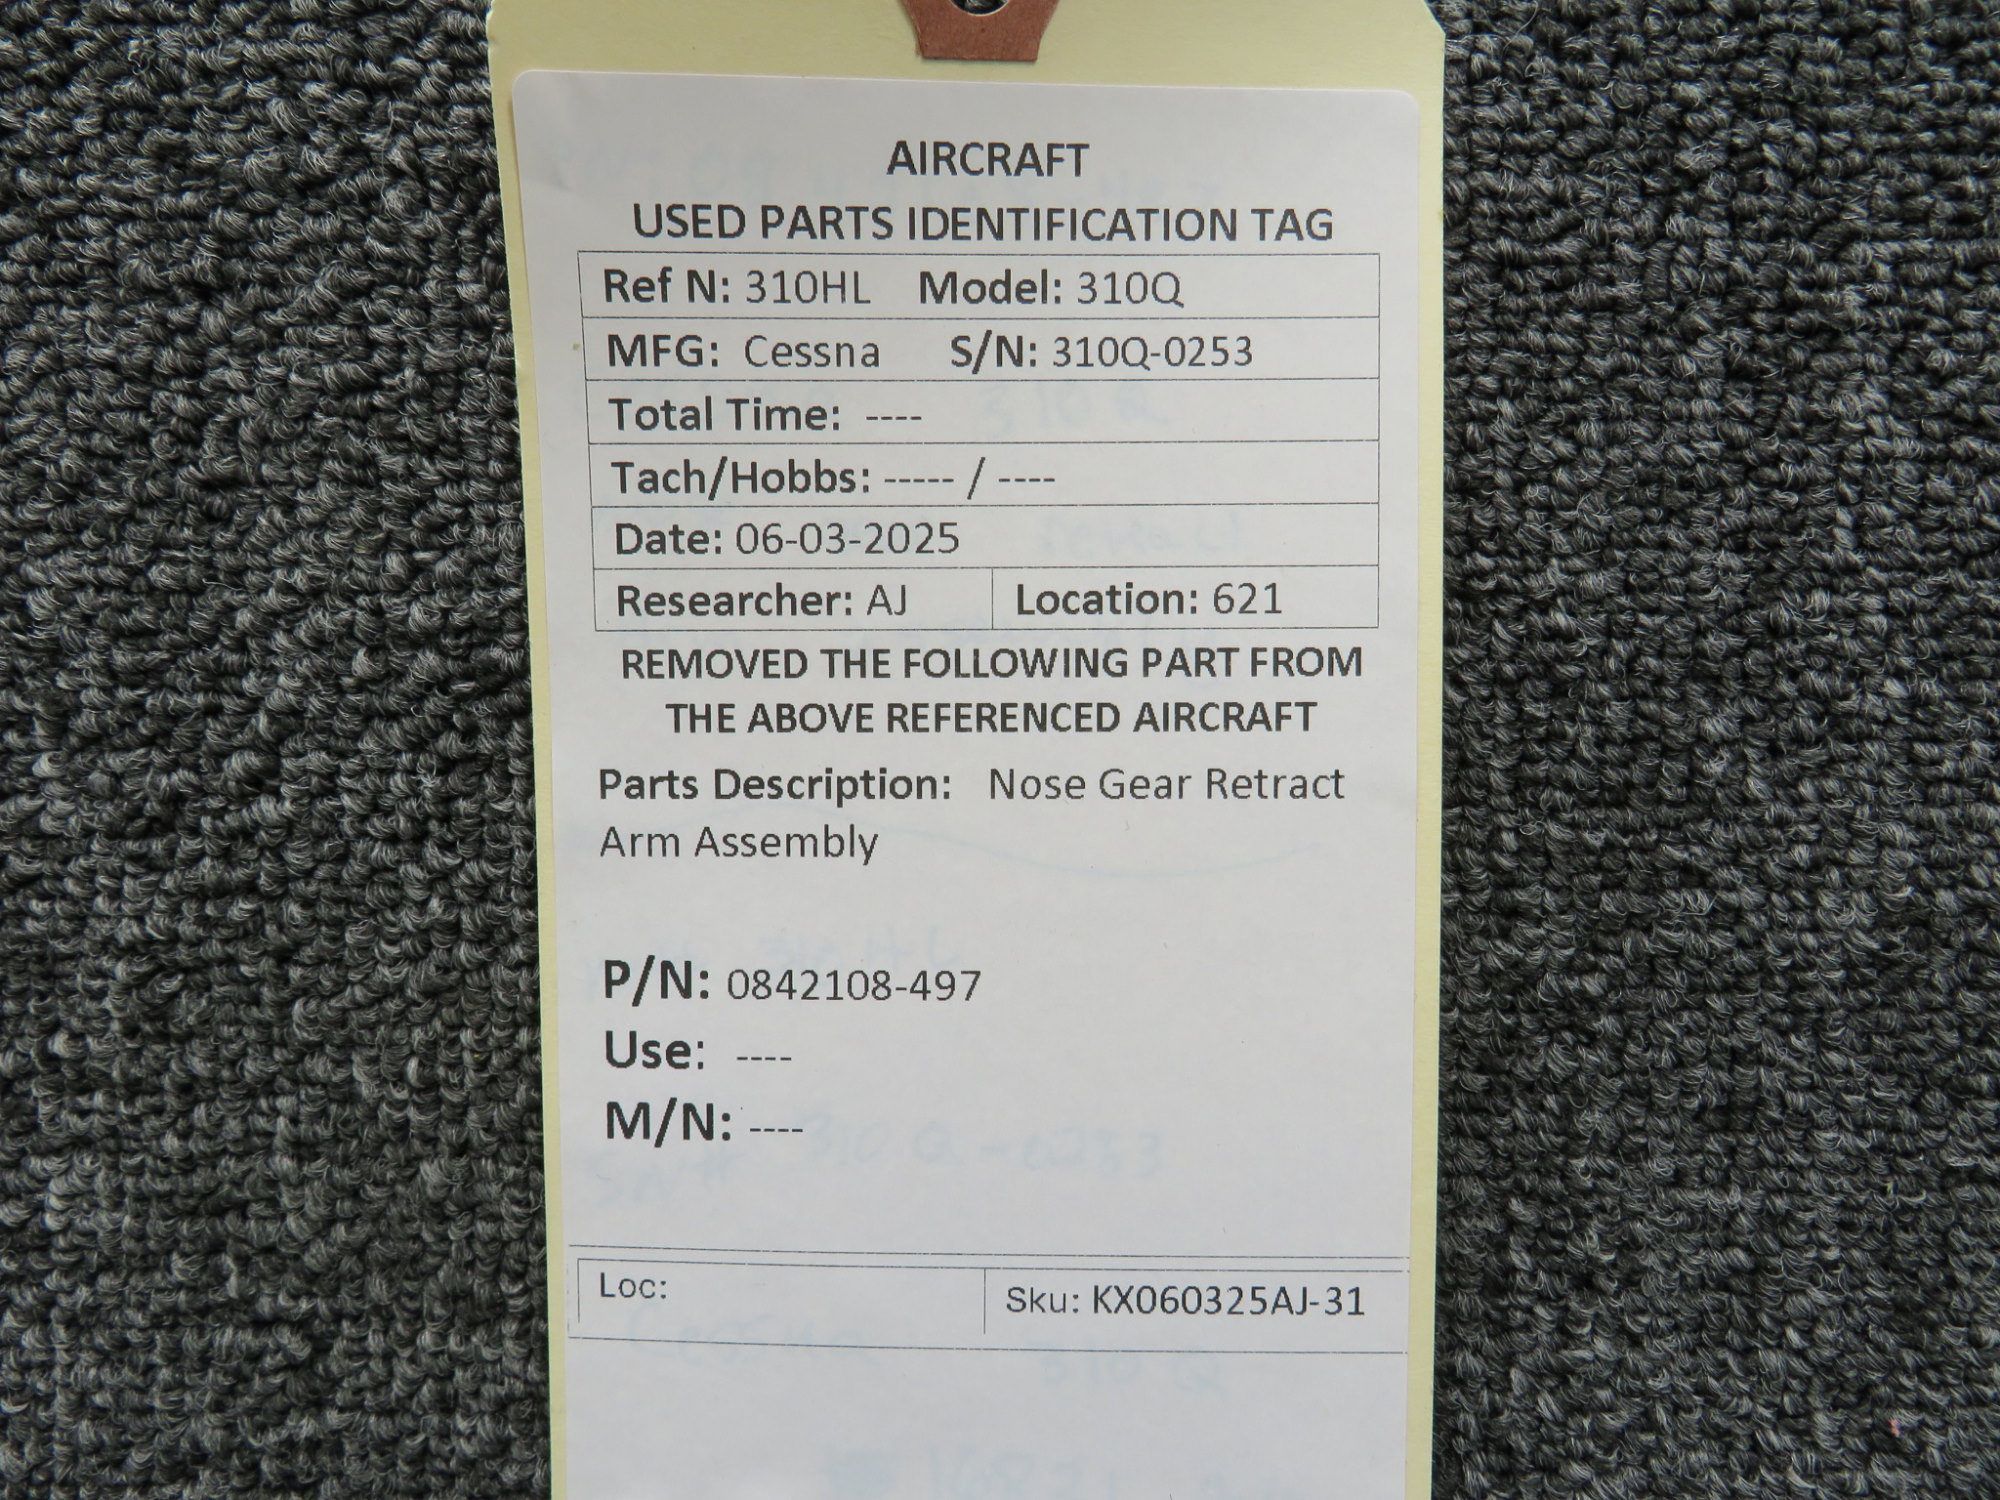 AIRCRAFT
USED PARTS IDENTIFICATION TAG
Ref N: 310HL Model: 310Q
MFG: Cessna S/N: 310Q-0253
Total Time: ----
Tach/Hobbs: ----- / ----
Date: 06-03-2025
Researcher: AJ Location: 621
REMOVED THE FOLLOWING PART FROM
THE ABOVE REFERENCED AIRCRAFT
Parts Description: Nose Gear Retract
Arm Assembly
P/N: 0842108-497
Use: ----
M/N: ----
Loc: Sku: KX060325AJ-31